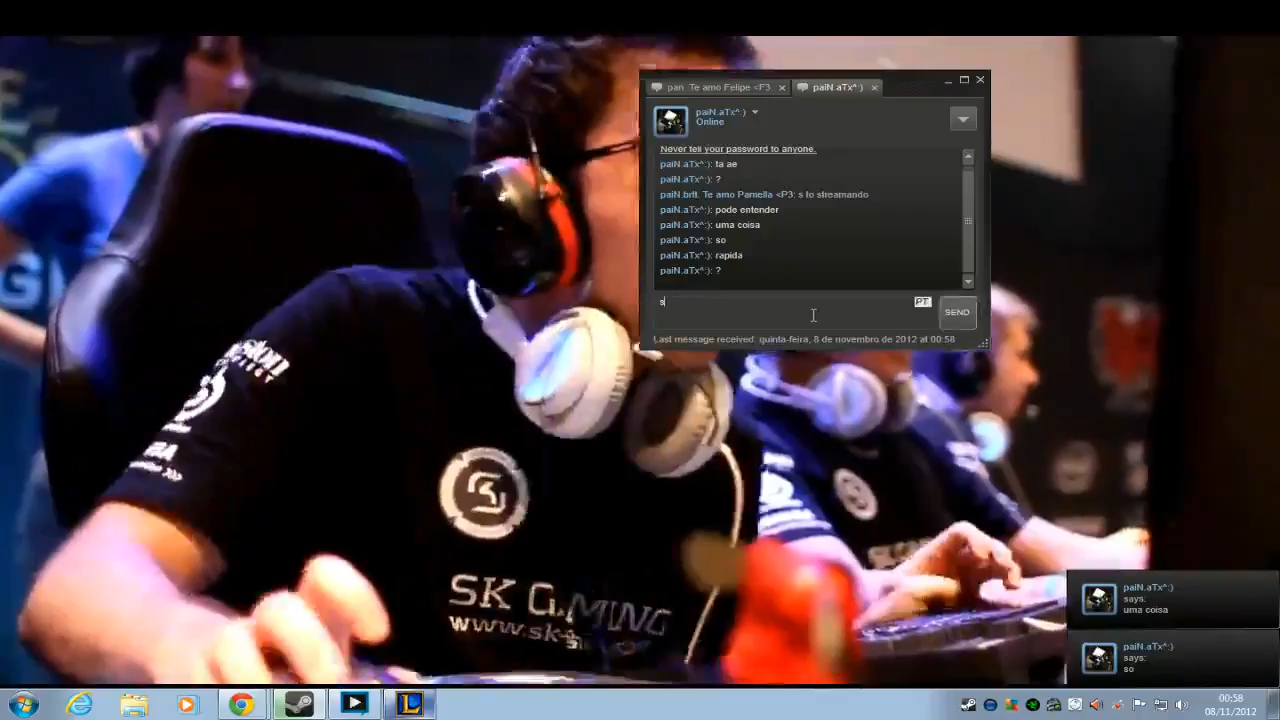 pan Te amo Felipe <F3
paiN.aTx^:)
paiN.aTx^:)
Online
Never tell your password to anyone.
paiN.aTx^:): ta ae
paiN.aTx^:): ?
paiN.brtt. Te amo Pamella <P3: s to streamando
paiN.aTx^:): pode entender
paiN.aTx^:): uma coisa
paiN.aTx^:): so
paiN.aTx^:): rapida
paiN.aTx^:): ?
s
PT
SEND
Last message received: quinta-feira, 8 de novembro de 2012 at 00:58
SK GAMING
paiN.aTx^:)
says:
uma coisa
paiN.aTx^:)
says:
so
00:58
08/11/2012